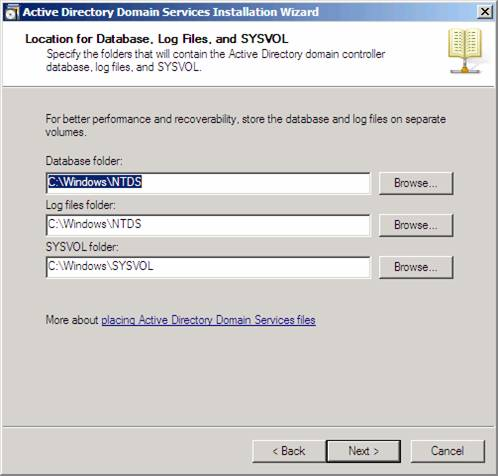 Active Directory Domain Services Installation Wizard
Location for Database, Log Files, and SYSVOL
Specify the folders that will contain the Active Directory domain controller
database, log files, and SYSVOL.
For better performance and recoverability, store the database and log files on separate
volumes.
Database folder:
C:\Windows\NTDS
Browse...
Log files folder:
C:\Windows\NTDS
Browse...
SYSVOL folder:
C:\Windows\SYSVOL
Browse...
More about placing Active Directory Domain Services files
< Back
Next >
Cancel